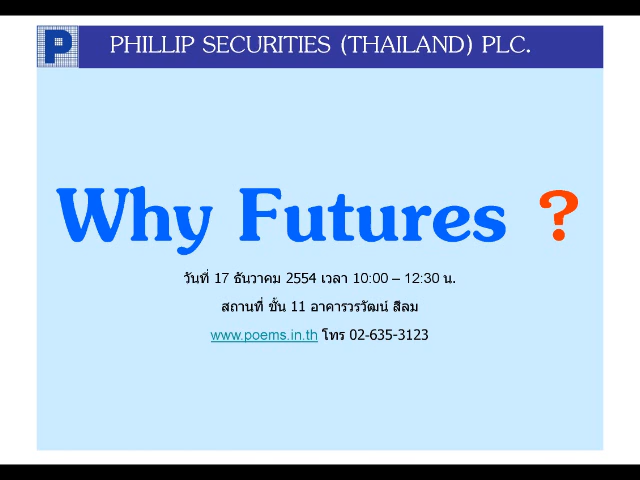 P
PHILLIP SECURITIES (THAILAND) PLC.
Why Futures ?
วันที่ 17 ธันวาคม 2554 เวลา 10:00 – 12:30 น.
สถานที่ ชั้น 11 อาคารวรวัฒน์ สีลม
www.poems.in.th โทร 02-635-3123